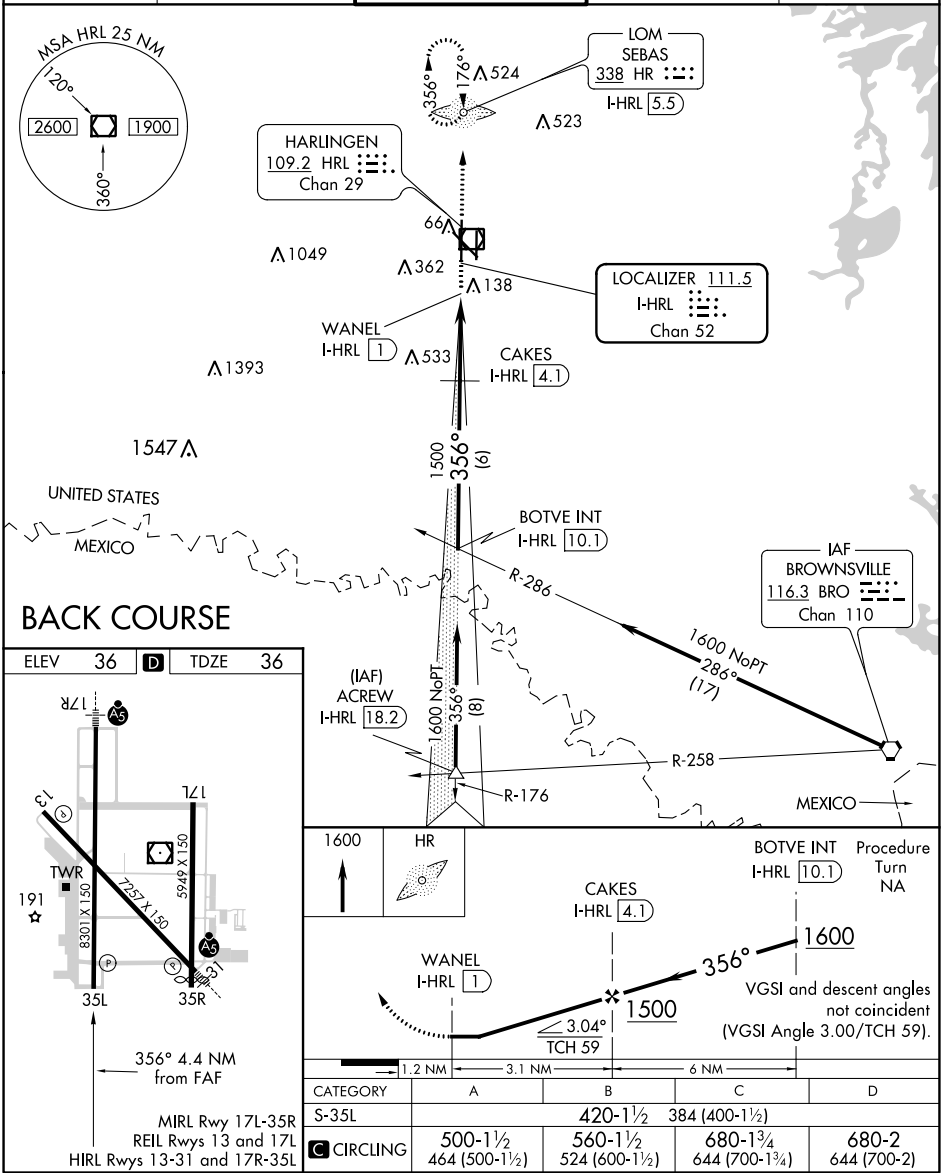 MSA HRL 25 NM
120°
2600
1900
360°
356°
176°
524
523
LOM
SEBAS
338 HR
I-HRL 5.5
HARLINGEN
109.2 HRL
Chan 29
66
1049
362
138
LOCALIZER 111.5
I-HRL
Chan 52
WANEL
I-HRL 1
533
CAKES
I-HRL 4.1
1393
1547
1500
356°
(6)
UNITED STATES
MEXICO
BOTVE INT
I-HRL 10.1
R-286
IAF
BROWNSVILLE
116.3 BRO
Chan 110
1600 NoPT
286°
(17)
BACK COURSE
(IAF)
ACREW
I-HRL 18.2
1600 NoPT
356°
(8)
R-258
R-176
MEXICO
ELEV 36 D TDZE 36
17R
A5
13
P
17L
TWR
191
8301 X 150
7257 X 150
5949 X 150
A5
P
P
31
35L
35R
356° 4.4 NM
from FAF
MIRL Rwy 17L-35R
REIL Rwys 13 and 17L
HIRL Rwys 13-31 and 17R-35L
1600
HR
BOTVE INT
I-HRL 10.1
Procedure
Turn
NA
CAKES
I-HRL 4.1
1600
WANEL
I-HRL 1
356°
1500
VGSI and descent angles
not coincident
(VGSI Angle 3.00/TCH 59).
3.04°
TCH 59
1.2 NM 3.1 NM 6 NM
CATEGORY A B C D
S-35L 420-1½ 384 (400-1½)
C CIRCLING 500-1½ 560-1½ 680-1¾ 680-2
464 (500-1½) 524 (600-1½) 644 (700-1¾) 644 (700-2)